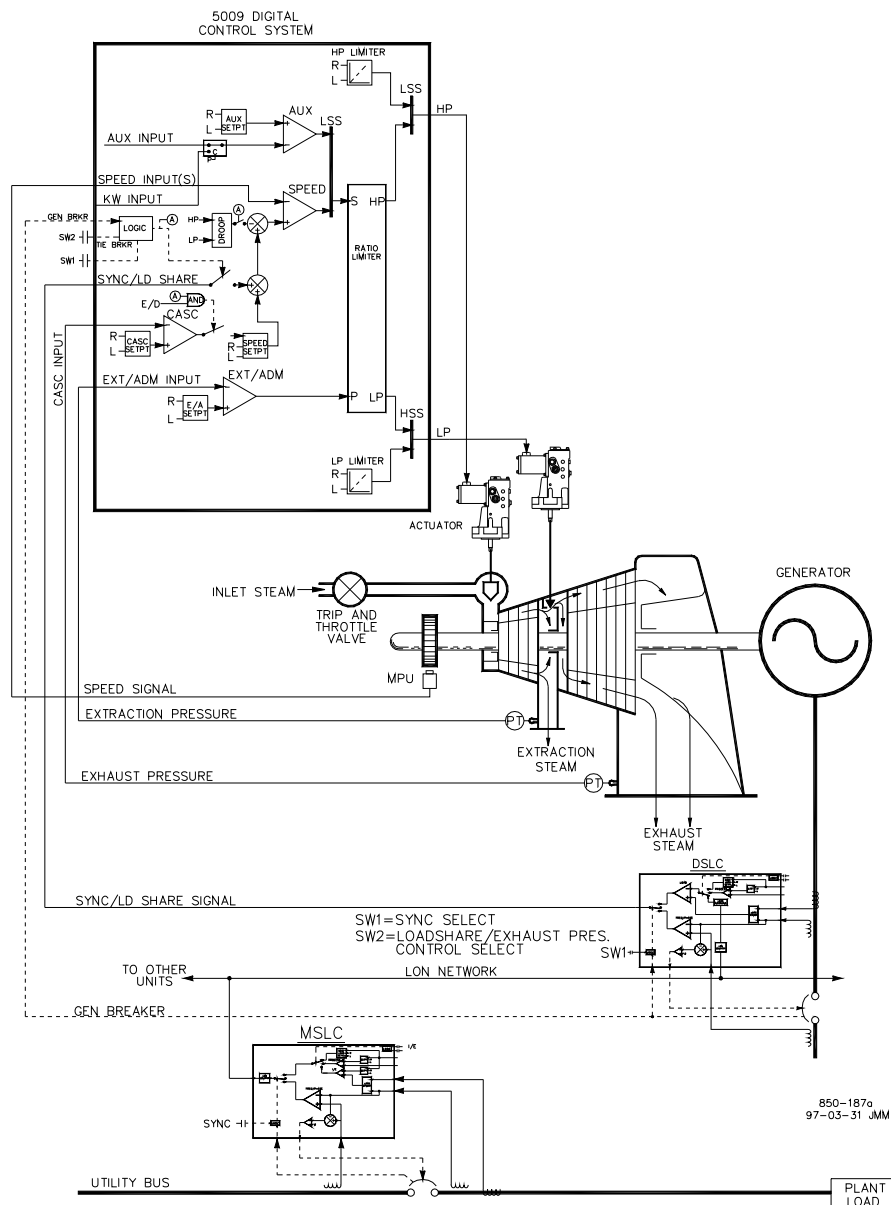 5009 DIGITAL
CONTROL SYSTEM
HP LIMITER
R
L
LSS
HP
R
L
AUX
SETPT
AUX
LSS
AUX INPUT
C
P
SPEED INPUT(S)
KW INPUT
SPEED
S
HP
GEN BRKR
LOGIC
A
HP
LP
DROOP
A
SW2
TIE BRKR
SW1
RATIO
LIMITER
SYNC/LD SHARE
E/D
A
AND
CASC
R
L
CASC
SETPT
R
L
SPEED
SETPT
CASC INPUT
EXT/ADM INPUT
EXT/ADM
R
L
E/A
SETPT
P
LP
HSS
LP
LP LIMITER
R
L
ACTUATOR
INLET STEAM
TRIP AND
THROTTLE
VALVE
GENERATOR
MPU
SPEED SIGNAL
EXTRACTION PRESSURE
PT
EXTRACTION
STEAM
EXHAUST PRESSURE
PT
EXHAUST
STEAM
DSLC
SYNC/LD SHARE SIGNAL
SW1=SYNC SELECT
SW2=LOADSHARE/EXHAUST PRES.
CONTROL SELECT
SW1
TO OTHER
UNITS
LON NETWORK
GEN BREAKER
MSLC
I/E
SYNC
850-187a
97-03-31 JMM
UTILITY BUS
PLANT
LOAD